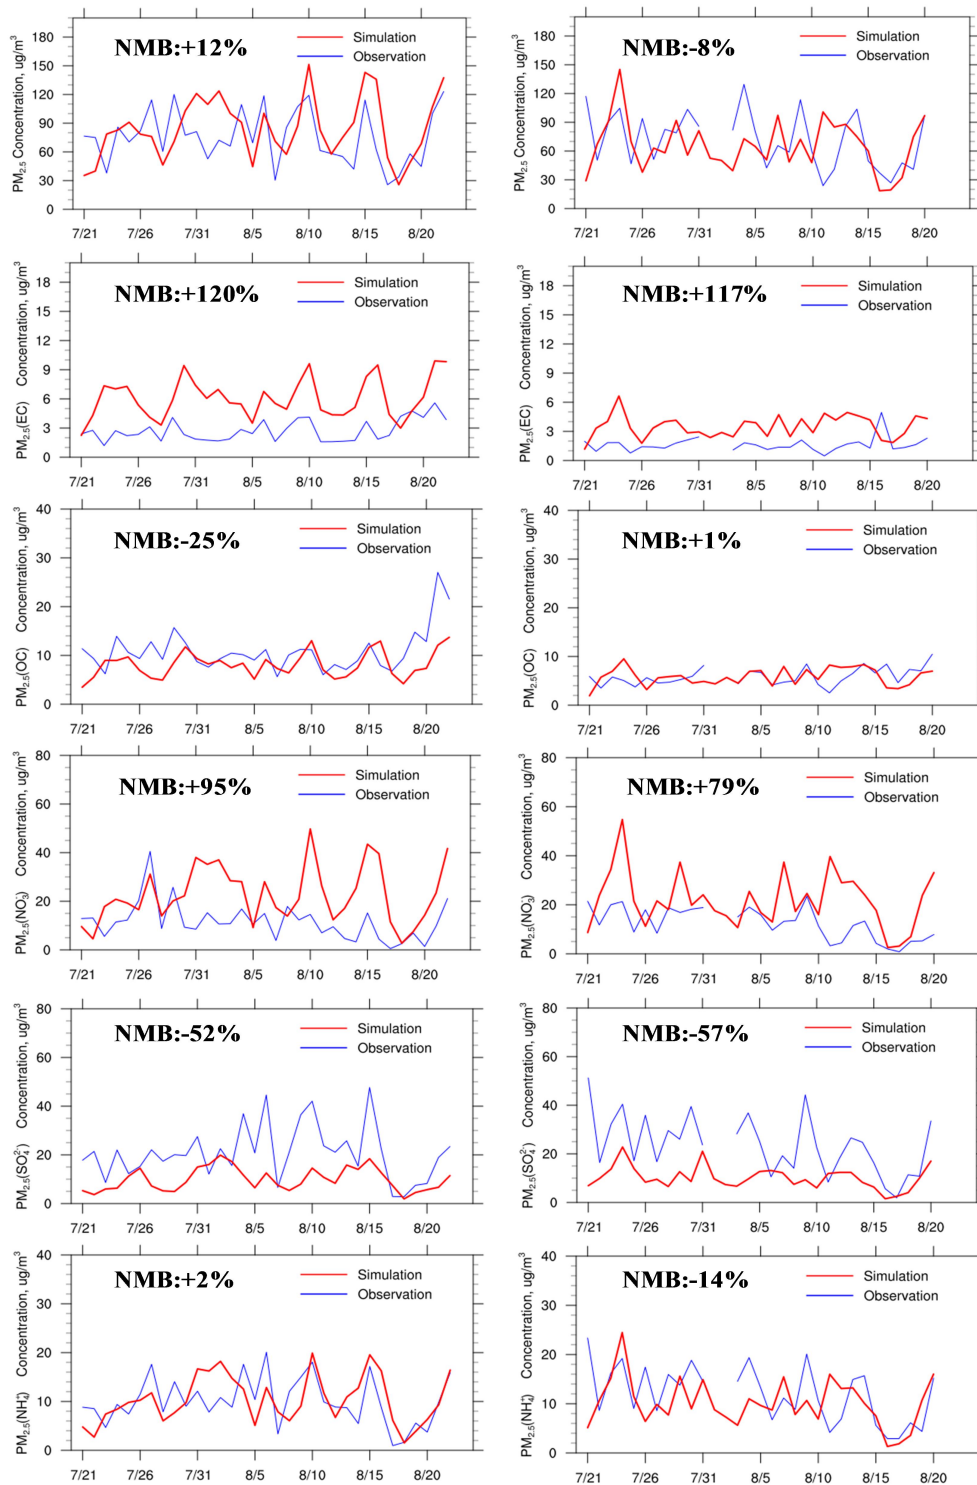 PM2.5 Concentration, ug/m3
180
150
120
90
60
30
0
NMB:+12%
Simulation
Observation
7/21 7/26 7/31 8/5 8/10 8/15 8/20
PM2.5 Concentration, ug/m3
180
150
120
90
60
30
0
NMB:-8%
Simulation
Observation
7/21 7/26 7/31 8/5 8/10 8/15 8/20
PM2.5(EC) Concentration, ug/m3
18
15
12
9
6
3
0
NMB:+120%
Simulation
Observation
7/21 7/26 7/31 8/5 8/10 8/15 8/20
PM2.5(EC) Concentration, ug/m3
18
15
12
9
6
3
0
NMB:+117%
Simulation
Observation
7/21 7/26 7/31 8/5 8/10 8/15 8/20
PM2.5(OC) Concentration, ug/m3
40
30
20
10
0
NMB:-25%
Simulation
Observation
7/21 7/26 7/31 8/5 8/10 8/15 8/20
PM2.5(OC) Concentration, ug/m3
40
30
20
10
0
NMB:+1%
Simulation
Observation
7/21 7/26 7/31 8/5 8/10 8/15 8/20
PM2.5(NO3-) Concentration, ug/m3
80
60
40
20
0
NMB:+95%
Simulation
Observation
7/21 7/26 7/31 8/5 8/10 8/15 8/20
PM2.5(NO3-) Concentration, ug/m3
80
60
40
20
0
NMB:+79%
Simulation
Observation
7/21 7/26 7/31 8/5 8/10 8/15 8/20
PM2.5(SO42-) Concentration, ug/m3
80
60
40
20
0
NMB:-52%
Simulation
Observation
7/21 7/26 7/31 8/5 8/10 8/15 8/20
PM2.5(SO42-) Concentration, ug/m3
80
60
40
20
0
NMB:-57%
Simulation
Observation
7/21 7/26 7/31 8/5 8/10 8/15 8/20
PM2.5(NH4+) Concentration, ug/m3
40
30
20
10
0
NMB:+2%
Simulation
Observation
7/21 7/26 7/31 8/5 8/10 8/15 8/20
PM2.5(NH4+) Concentration, ug/m3
40
30
20
10
0
NMB:-14%
Simulation
Observation
7/21 7/26 7/31 8/5 8/10 8/15 8/20